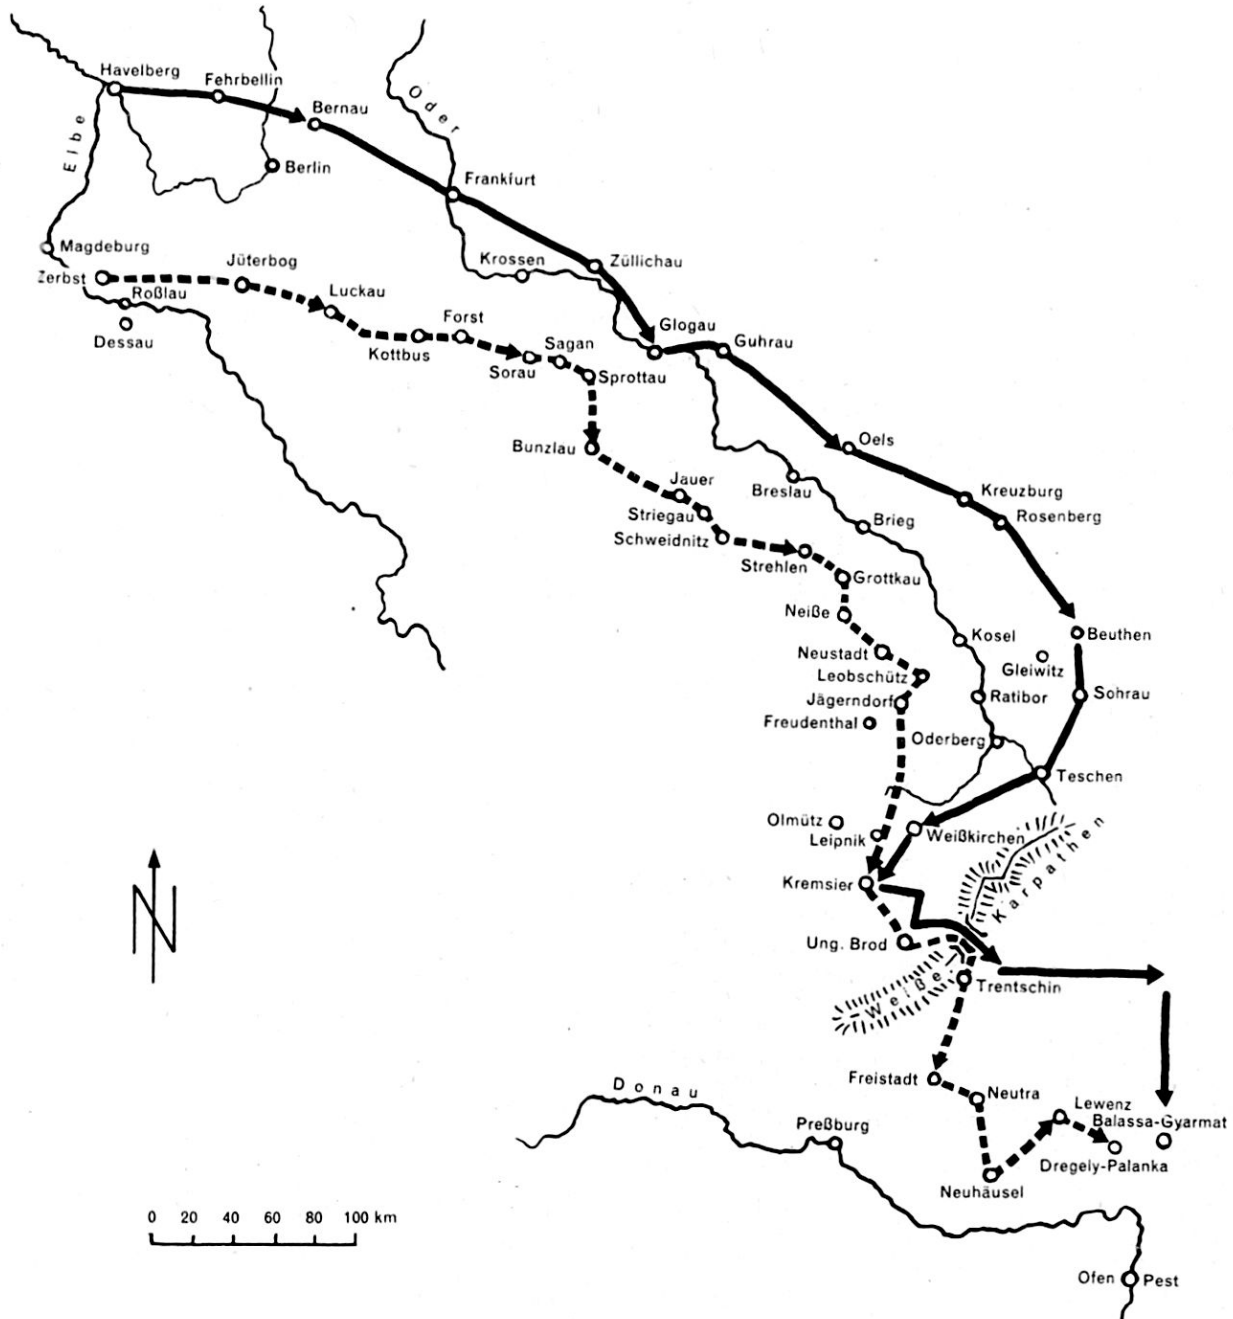 Havelberg
Fehrbellin
Bernau
Oder
Elbe
Berlin
Frankfurt
Magdeburg
Zerbst
Jüterbog
Krossen
Züllichau
Roßlau
Luckau
Dessau
Forst
Glogau
Guhrau
Kottbus
Sagan
Sorau
Sprottau
Bunzlau
Oels
Jauer
Breslau
Kreuzburg
Striegau
Brieg
Rosenberg
Schweidnitz
Strehlen
Grottkau
Neiße
Kosel
Beuthen
Neustadt
Gleiwitz
Leobschütz
Jägerndorf
Ratibor
Sohrau
Freudenthal
Oderberg
Teschen
Olmütz
Leipnik
Weißkirchen
Karpathen
Kremsier
Ung. Brod
Weiße
Trentschin
N
Freistadt
Neutra
Donau
Lewenz
Preßburg
Balassa-Gyarmat
Dregely-Palanka
Neuhäusel
0 20 40 60 80 100 km
Ofen Pest